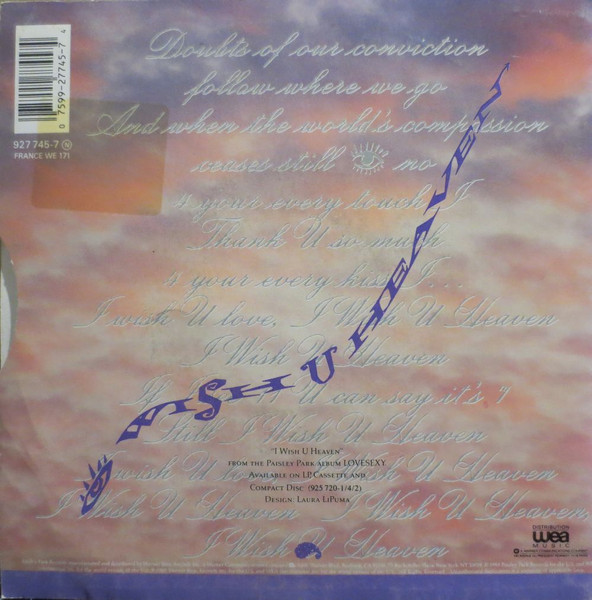 0 7599-27745-7 4
927 745-7
FRANCE WE 171
Doubts of our conviction
follow where we go
And when the world's compassion
ceases still 👁 no
4 your every touch I
Thank U so much
4 your every kiss I...
I wish U love, I Wish U Heaven
I Wish U Heaven
If U can say it's 4
Still I Wish U Heaven
I wish U love I Wish U Heaven
I Wish U Heaven I Wish U Heaven,
I Wish U Heaven
👁 WISH U HEAVEN
"I WISH U HEAVEN"
FROM THE PAISLEY PARK ALBUM LOVESEXY
AVAILABLE ON LP, CASSETTE AND
COMPACT DISC (925 720-1/4/2)
DESIGN: LAURA LIPUMA
DISTRIBUTION
wea
MUSIC